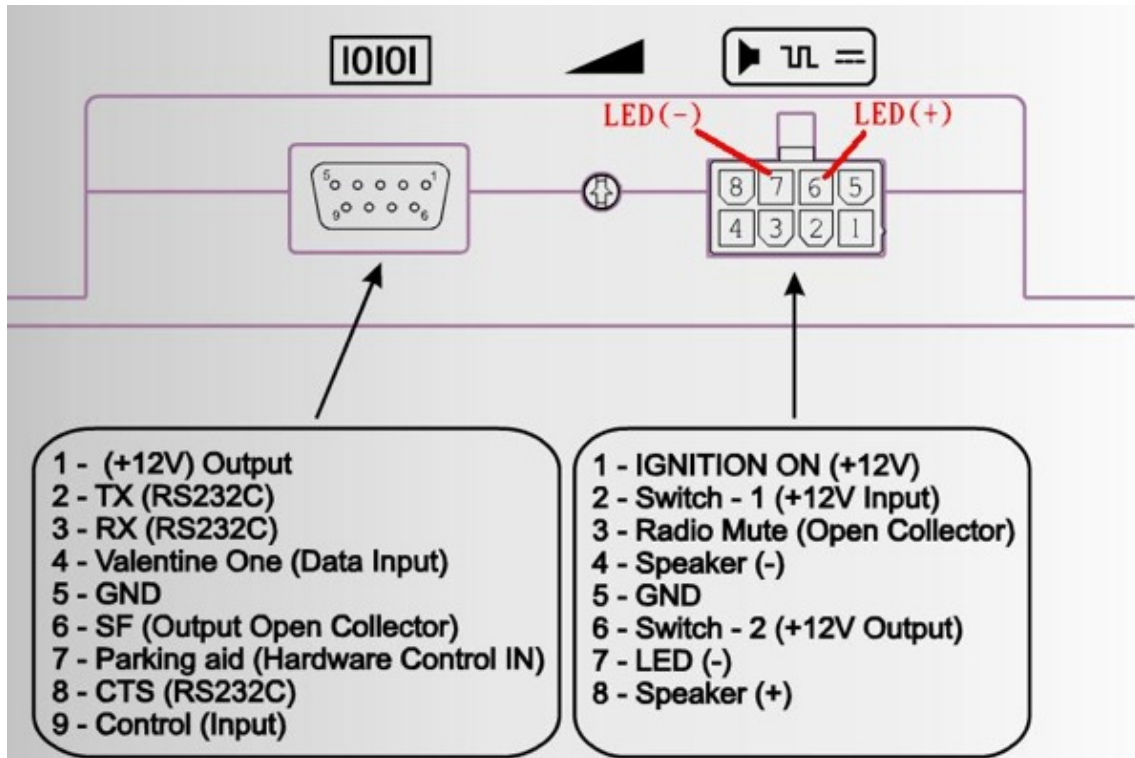 IOIOI
LED(-) LED(+)
5 1
9 6
8 7 6 5
4 3 2 1
1 - (+12V) Output
2 - TX (RS232C)
3 - RX (RS232C)
4 - Valentine One (Data Input)
5 - GND
6 - SF (Output Open Collector)
7 - Parking aid (Hardware Control IN)
8 - CTS (RS232C)
9 - Control (Input)
1 - IGNITION ON (+12V)
2 - Switch - 1 (+12V Input)
3 - Radio Mute (Open Collector)
4 - Speaker (-)
5 - GND
6 - Switch - 2 (+12V Output)
7 - LED (-)
8 - Speaker (+)